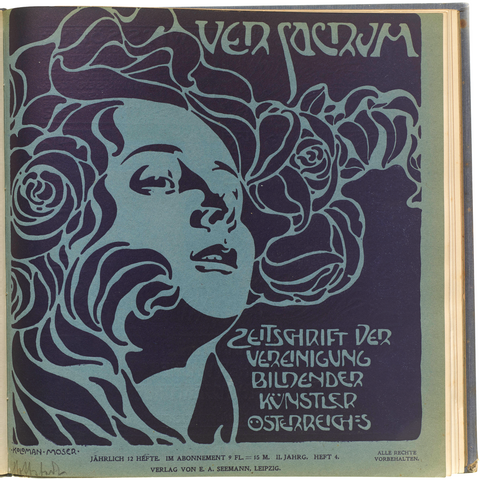 VER SACRUM
ZEITSCHRIFT DER
VEREINIGUNG
BILDENDER
KÜNSTLER
ÖSTERREICHS
·KOLOMAN·MOSER·
JÄHRLICH 12 HEFTE. IM ABONNEMENT 9 FL. = 15 M. II. JAHRG. HEFT 4.
VERLAG VON E. A. SEEMANN, LEIPZIG.
ALLE RECHTE
VORBEHALTEN.